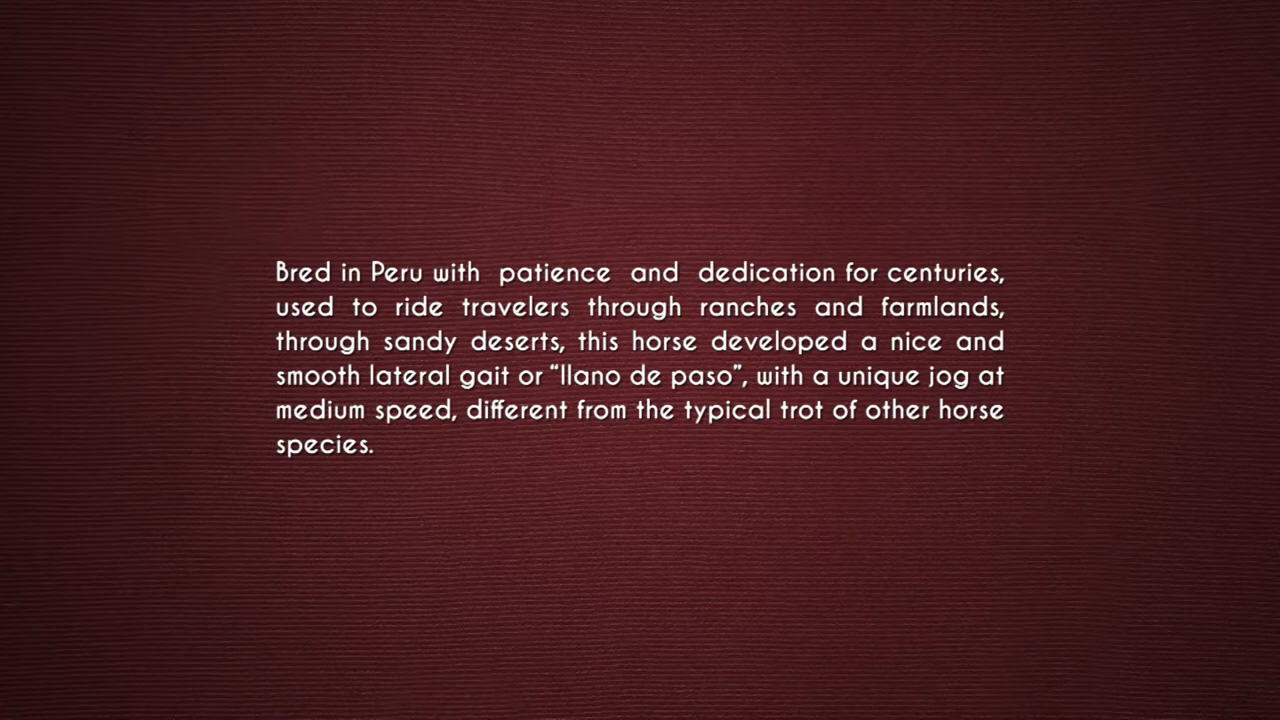 Bred in Peru with patience and dedication for centuries,
used to ride travelers through ranches and farmlands,
through sandy deserts, this horse developed a nice and
smooth lateral gait or “llano de paso”, with a unique jog at
medium speed, different from the typical trot of other horse
species.